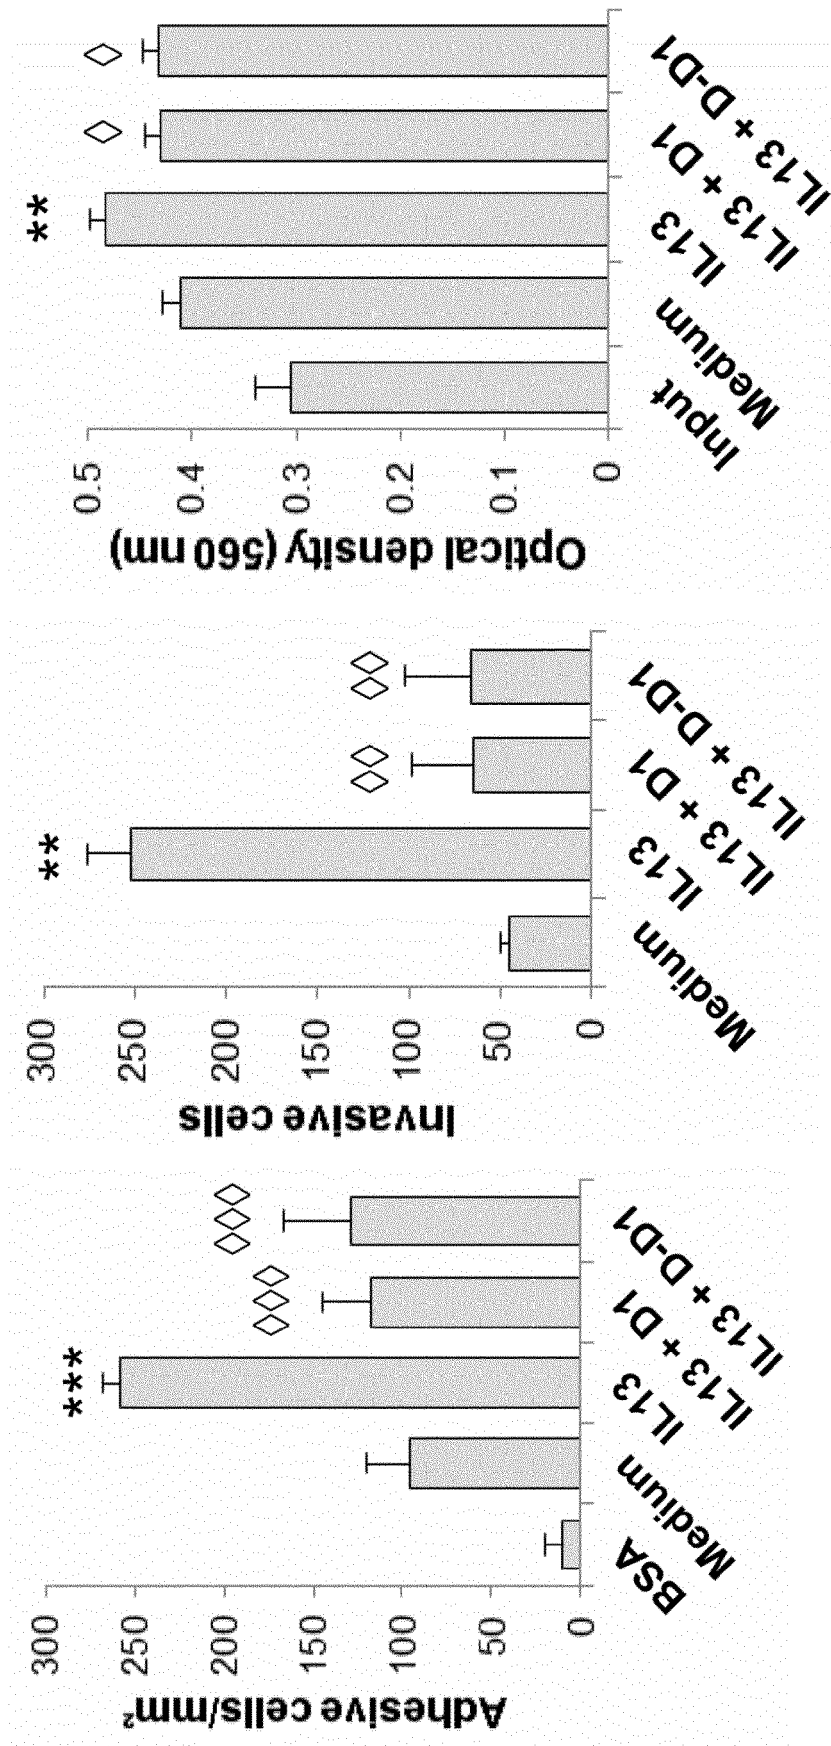 Adhesive cells/mm²
300
250
200
150
100
50
0
***
◊◊◊
◊◊◊
BSA
Medium
IL13
IL13 + D1
IL13 + D-D1
Invasive cells
300
250
200
150
100
50
0
**
◊◊
◊◊
Medium
IL13
IL13 + D1
IL13 + D-D1
Optical density (560 nm)
0.5
0.4
0.3
0.2
0.1
0
**
◊
◊
Input
Medium
IL13
IL13 + D1
IL13 + D-D1